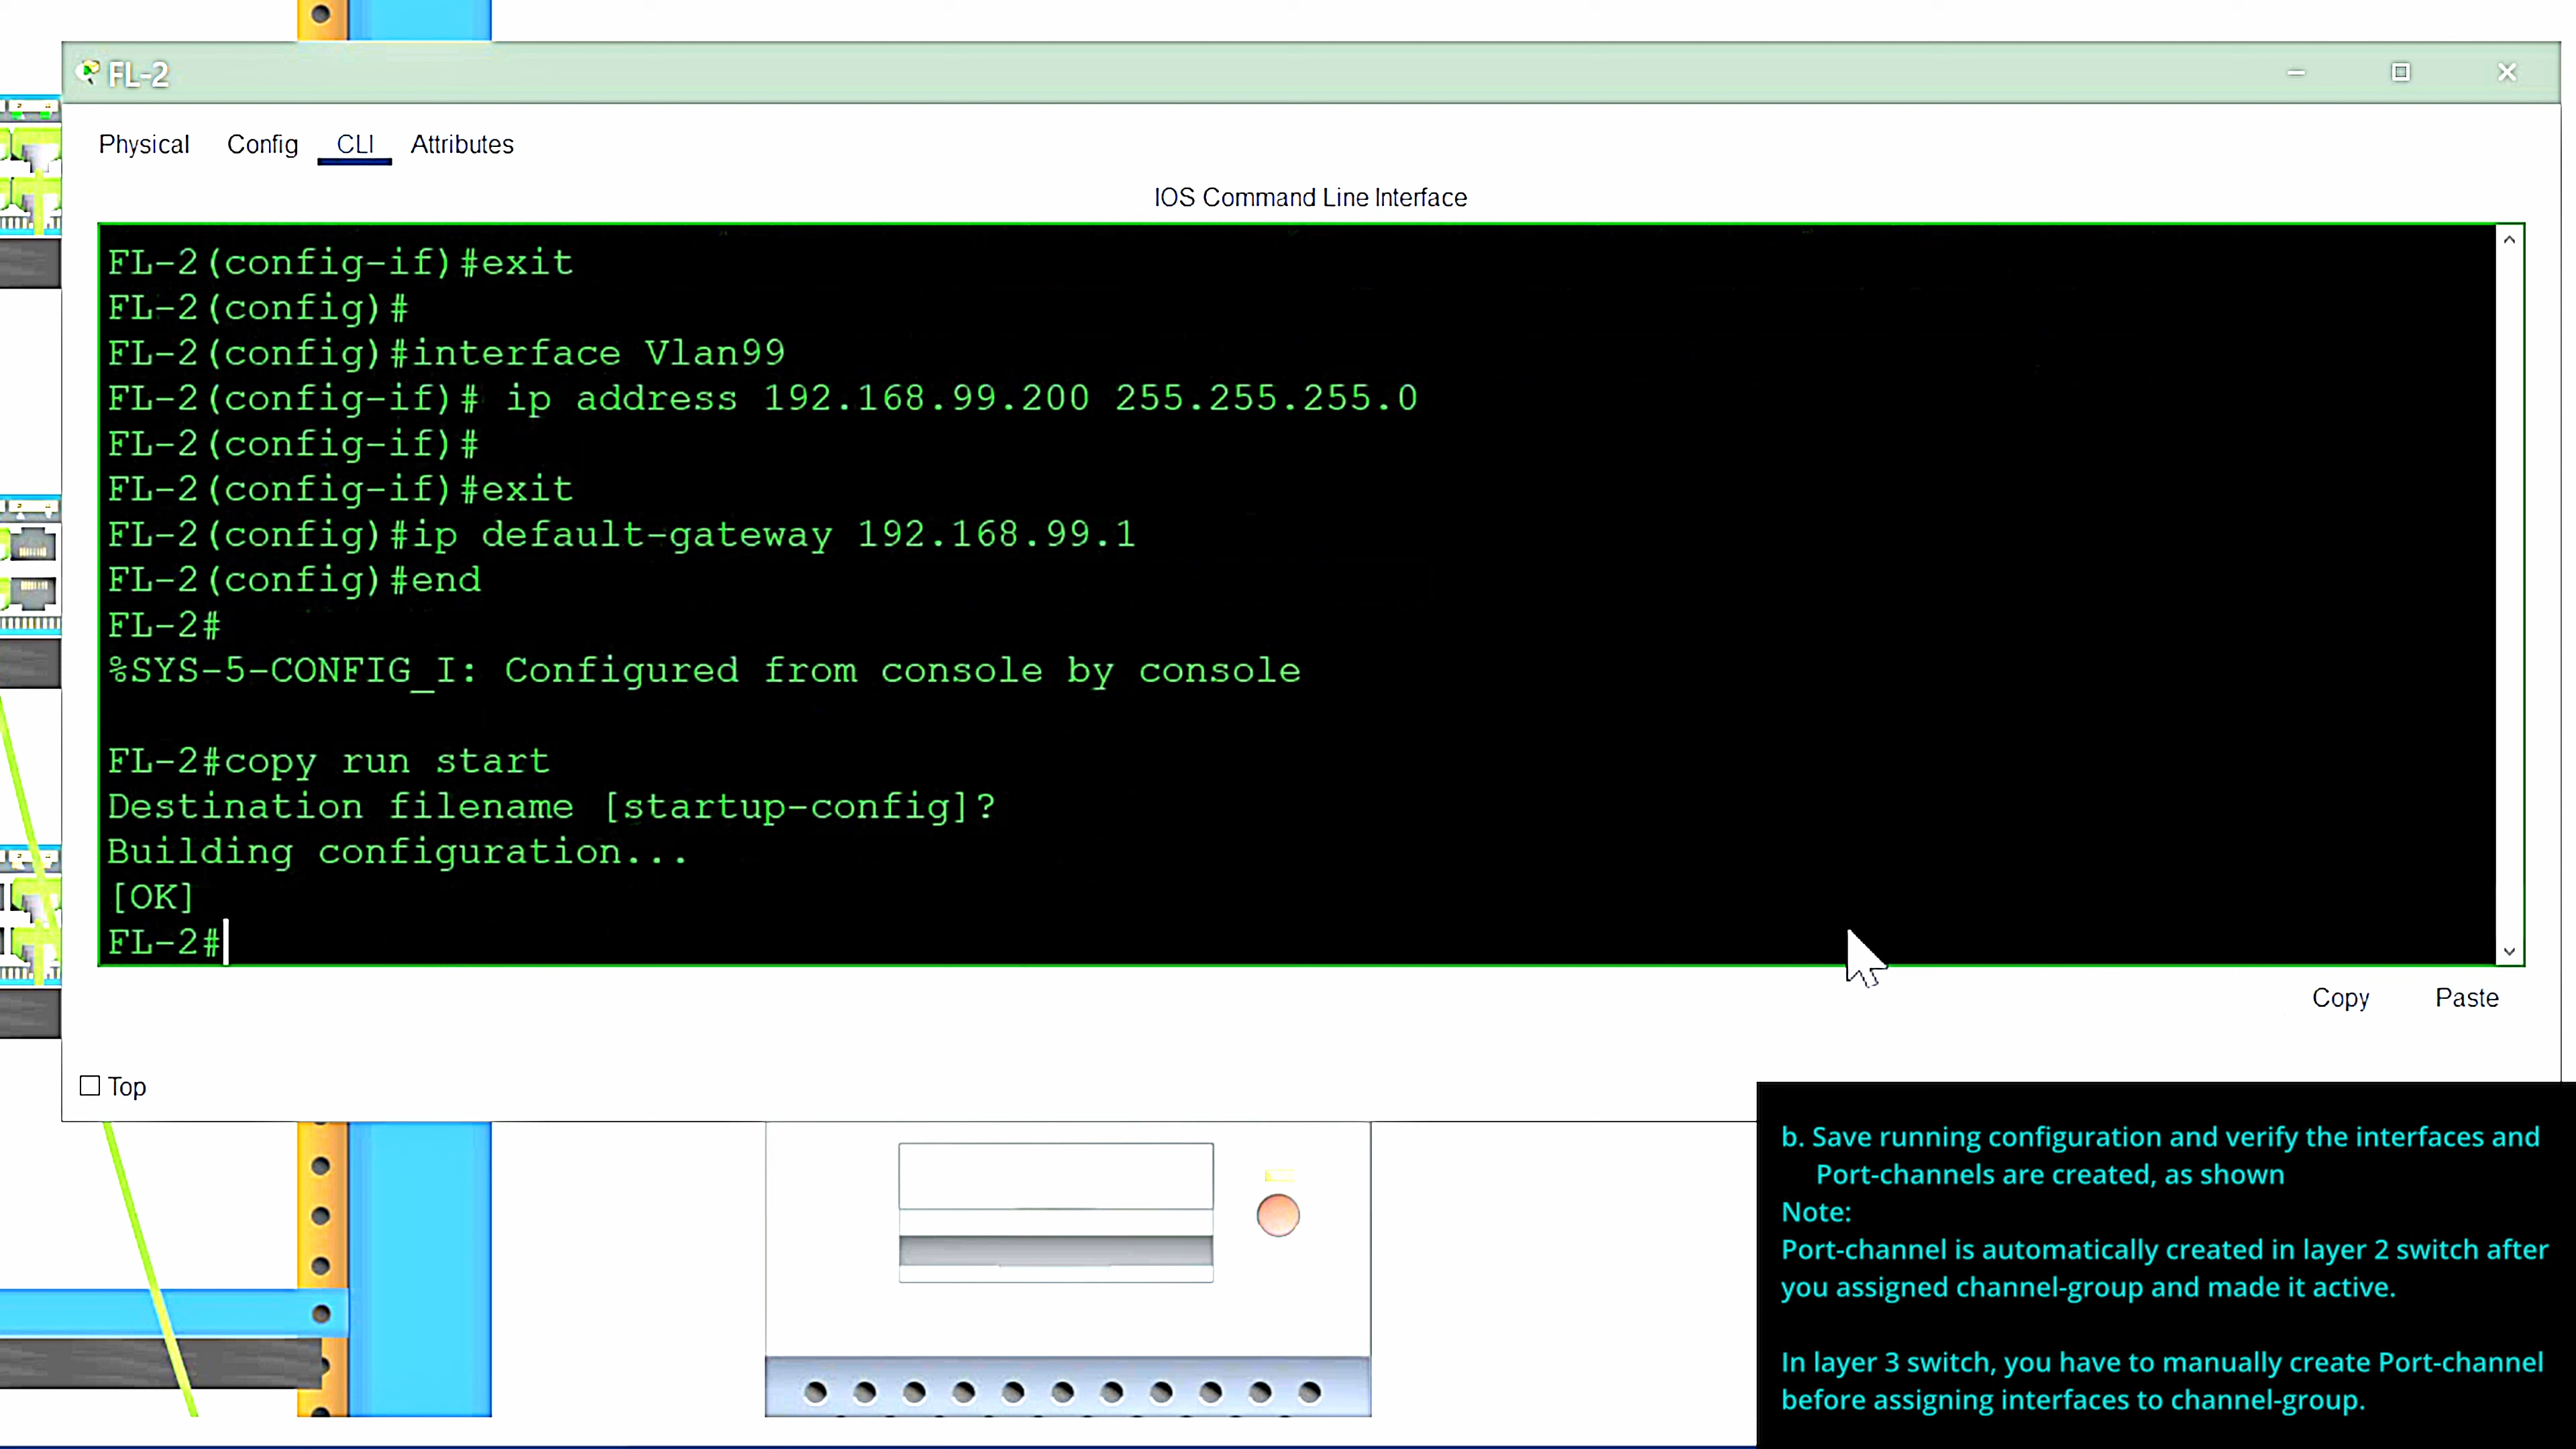 FL-2
Physical Config CLI Attributes
IOS Command Line Interface
FL-2(config-if)#exit
FL-2(config)#
FL-2(config)#interface Vlan99
FL-2(config-if)# ip address 192.168.99.200 255.255.255.0
FL-2(config-if)#
FL-2(config-if)#exit
FL-2(config)#ip default-gateway 192.168.99.1
FL-2(config)#end
FL-2#
%SYS-5-CONFIG_I: Configured from console by console
FL-2#copy run start
Destination filename [startup-config]?
Building configuration...
[OK]
FL-2#
Copy Paste
Top
b. Save running configuration and verify the interfaces and
Port-channels are created, as shown
Note:
Port-channel is automatically created in layer 2 switch after
you assigned channel-group and made it active.
In layer 3 switch, you have to manually create Port-channel
before assigning interfaces to channel-group.